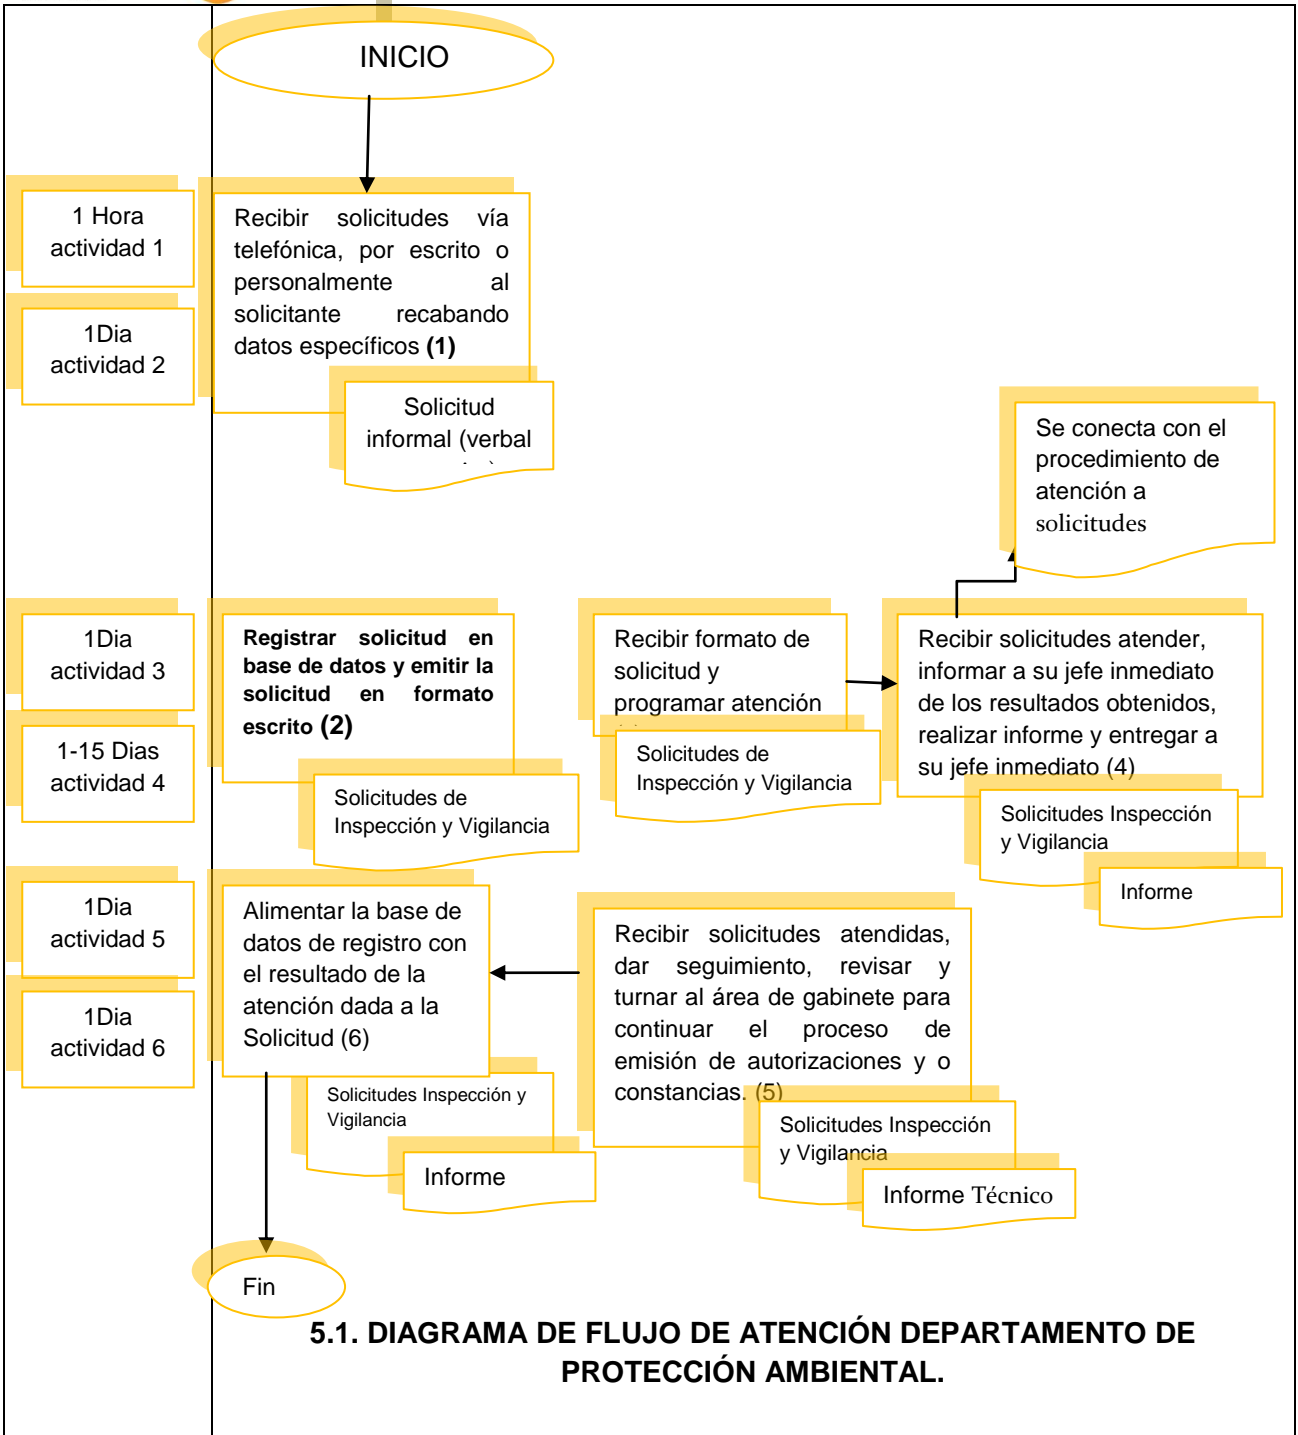 INICIO
1 Hora
actividad 1
1Dia
actividad 2
Recibir solicitudes vía
telefónica, por escrito o
personalmente al
solicitante recabando
datos específicos (1)
Solicitud
informal (verbal
Se conecta con el
procedimiento de
atención a
solicitudes
1Dia
actividad 3
1-15 Dias
actividad 4
Registrar solicitud en
base de datos y emitir la
solicitud en formato
escrito (2)
Solicitudes de
Inspección y Vigilancia
Recibir formato de
solicitud y
programar atención
Solicitudes de
Inspección y Vigilancia
Recibir solicitudes atender,
informar a su jefe inmediato
de los resultados obtenidos,
realizar informe y entregar a
su jefe inmediato (4)
Solicitudes Inspección
y Vigilancia
Informe
1Dia
actividad 5
1Dia
actividad 6
Alimentar la base de
datos de registro con
el resultado de la
atención dada a la
Solicitud (6)
Solicitudes Inspección y
Vigilancia
Informe
Recibir solicitudes atendidas,
dar seguimiento, revisar y
turnar al área de gabinete para
continuar el proceso de
emisión de autorizaciones y o
constancias. (5)
Solicitudes Inspección
y Vigilancia
Informe Técnico
Fin
5.1. DIAGRAMA DE FLUJO DE ATENCIÓN DEPARTAMENTO DE
PROTECCIÓN AMBIENTAL.